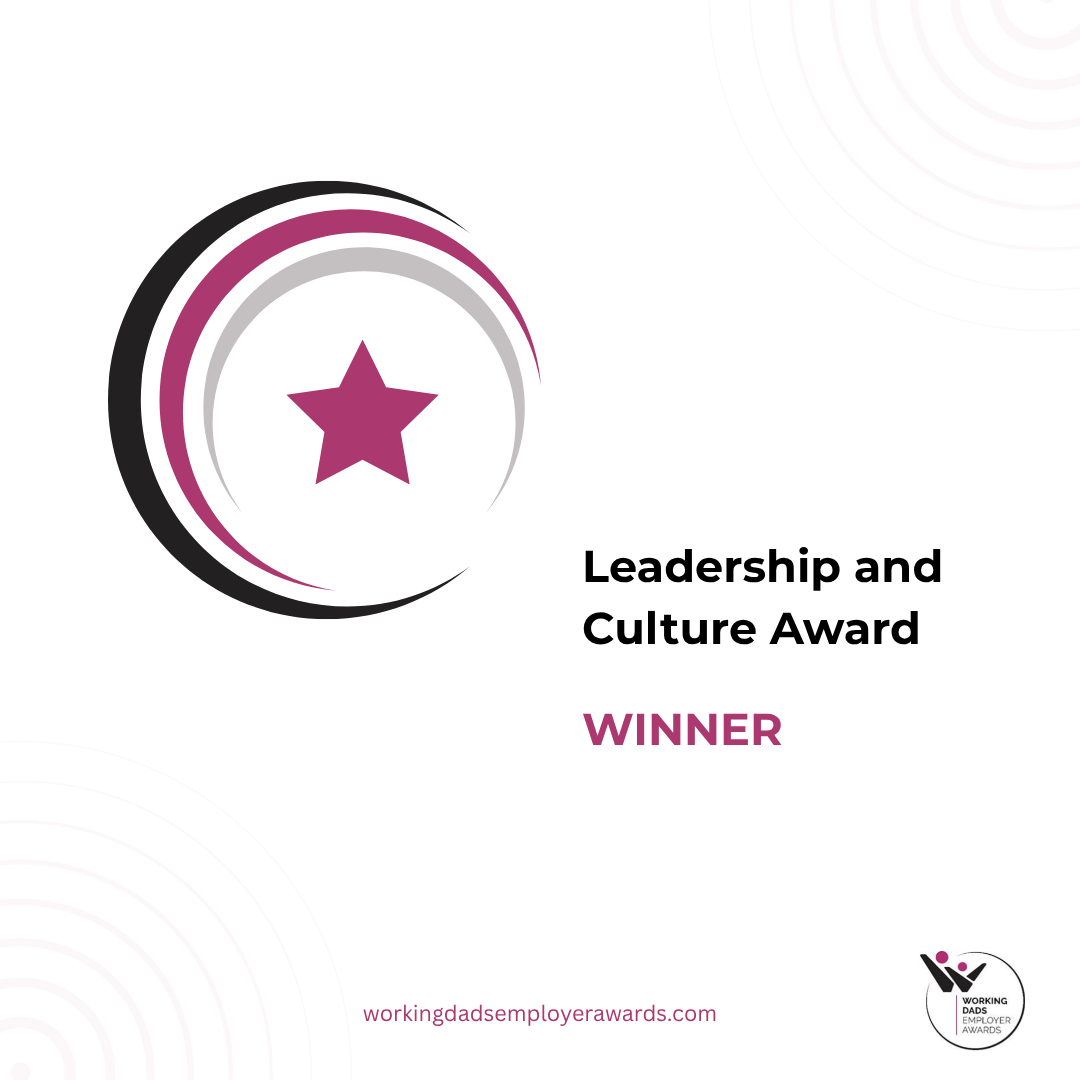 Leadership and
Culture Award
WINNER
workingdadsemployerawards.com
WORKING
DADS
EMPLOYER
AWARDS